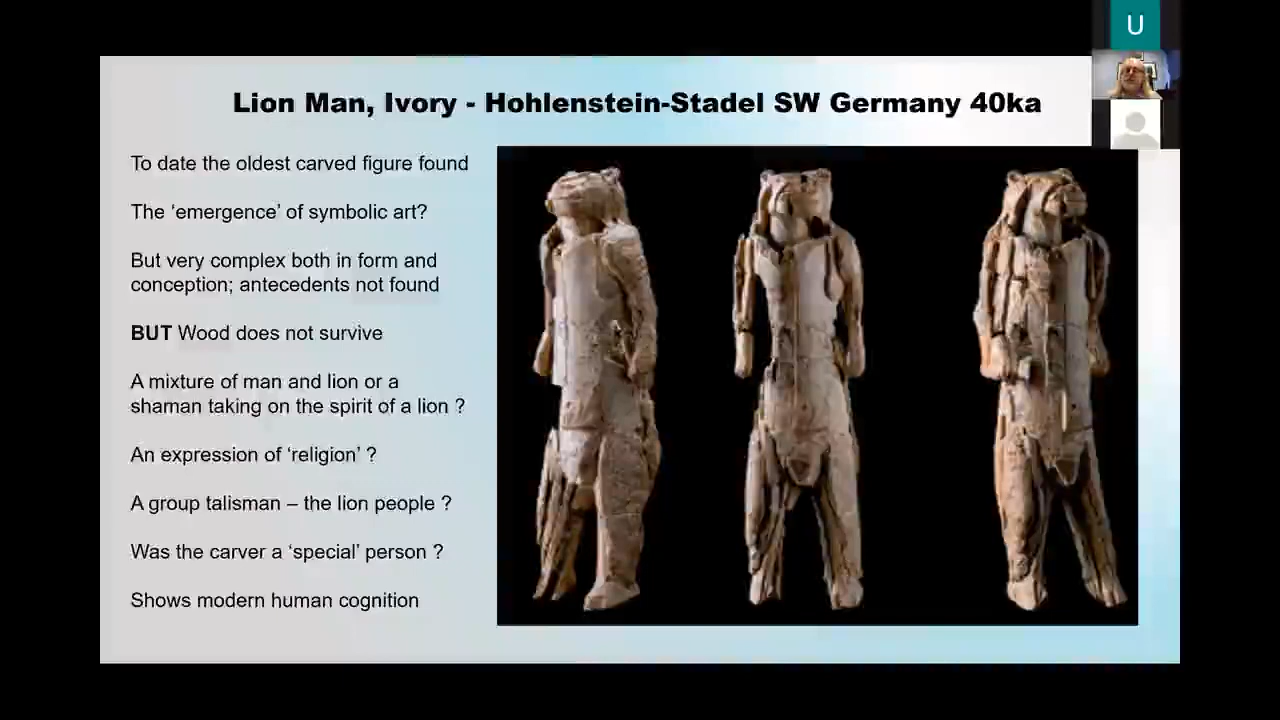 U
Lion Man, Ivory - Hohlenstein-Stadel SW Germany 40ka
To date the oldest carved figure found
The ‘emergence’ of symbolic art?
But very complex both in form and
conception; antecedents not found
BUT Wood does not survive
A mixture of man and lion or a
shaman taking on the spirit of a lion ?
An expression of ‘religion’ ?
A group talisman – the lion people ?
Was the carver a ‘special’ person ?
Shows modern human cognition